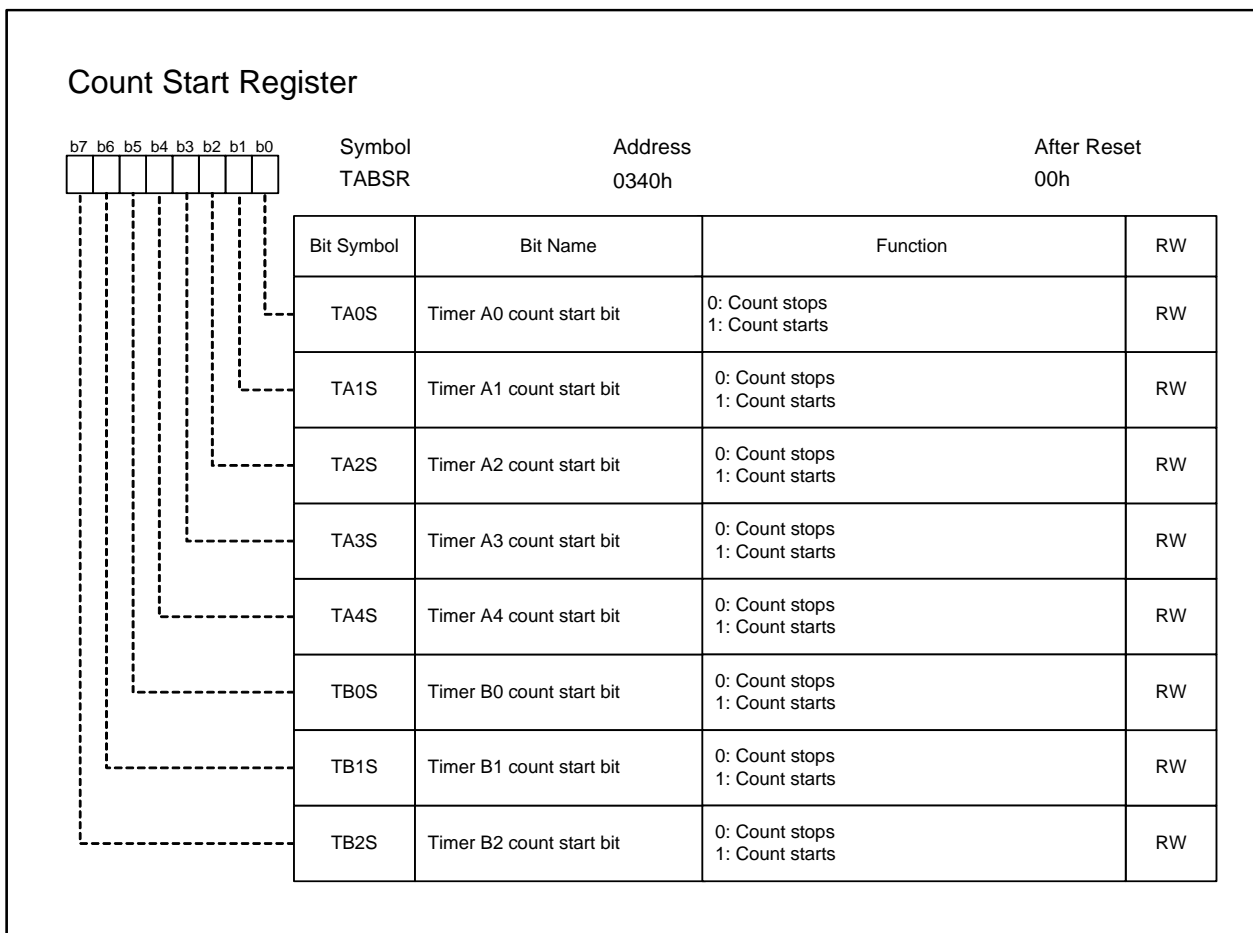 Count Start Register
b7 b6 b5 b4 b3 b2 b1 b0
Symbol Address After Reset
TABSR 0340h 00h
Bit Symbol Bit Name Function RW
TA0S Timer A0 count start bit 0: Count stops
1: Count starts RW
TA1S Timer A1 count start bit 0: Count stops
1: Count starts RW
TA2S Timer A2 count start bit 0: Count stops
1: Count starts RW
TA3S Timer A3 count start bit 0: Count stops
1: Count starts RW
TA4S Timer A4 count start bit 0: Count stops
1: Count starts RW
TB0S Timer B0 count start bit 0: Count stops
1: Count starts RW
TB1S Timer B1 count start bit 0: Count stops
1: Count starts RW
TB2S Timer B2 count start bit 0: Count stops
1: Count starts RW